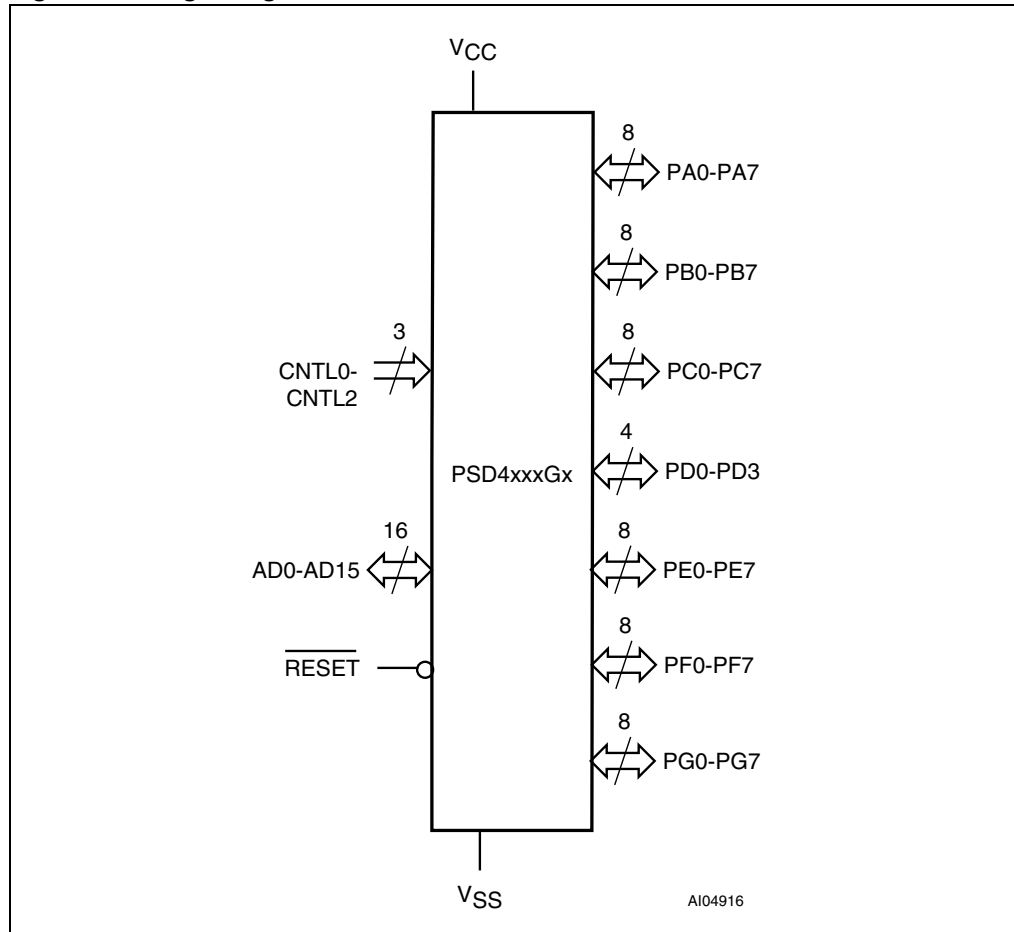 VCC
8
PA0-PA7
8
PB0-PB7
3
CNTL0-
CNTL2
8
PC0-PC7
4
PD0-PD3
PSD4xxxGx
16
AD0-AD15
8
PE0-PE7
8
PF0-PF7
RESET
8
PG0-PG7
VSS
AI04916